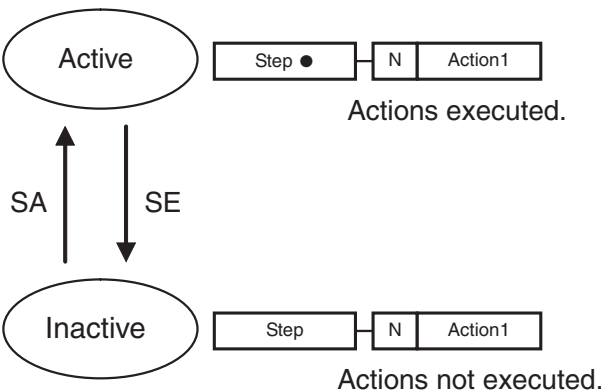 Active
Step ● N Action1
Actions executed.
SA SE
Inactive
Step N Action1
Actions not executed.